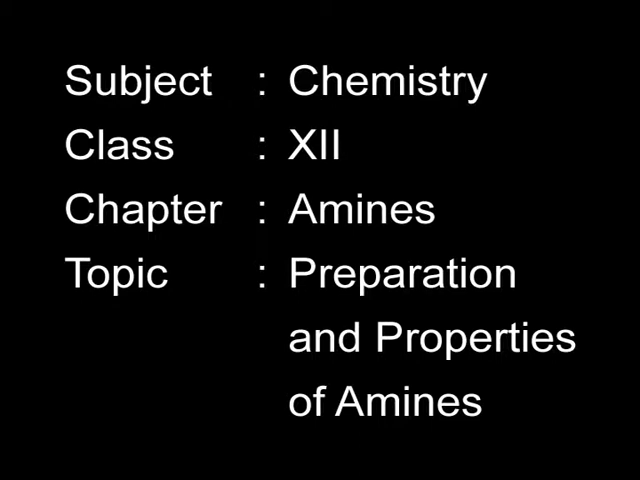 Subject : Chemistry
Class : XII
Chapter : Amines
Topic : Preparation
and Properties
of Amines